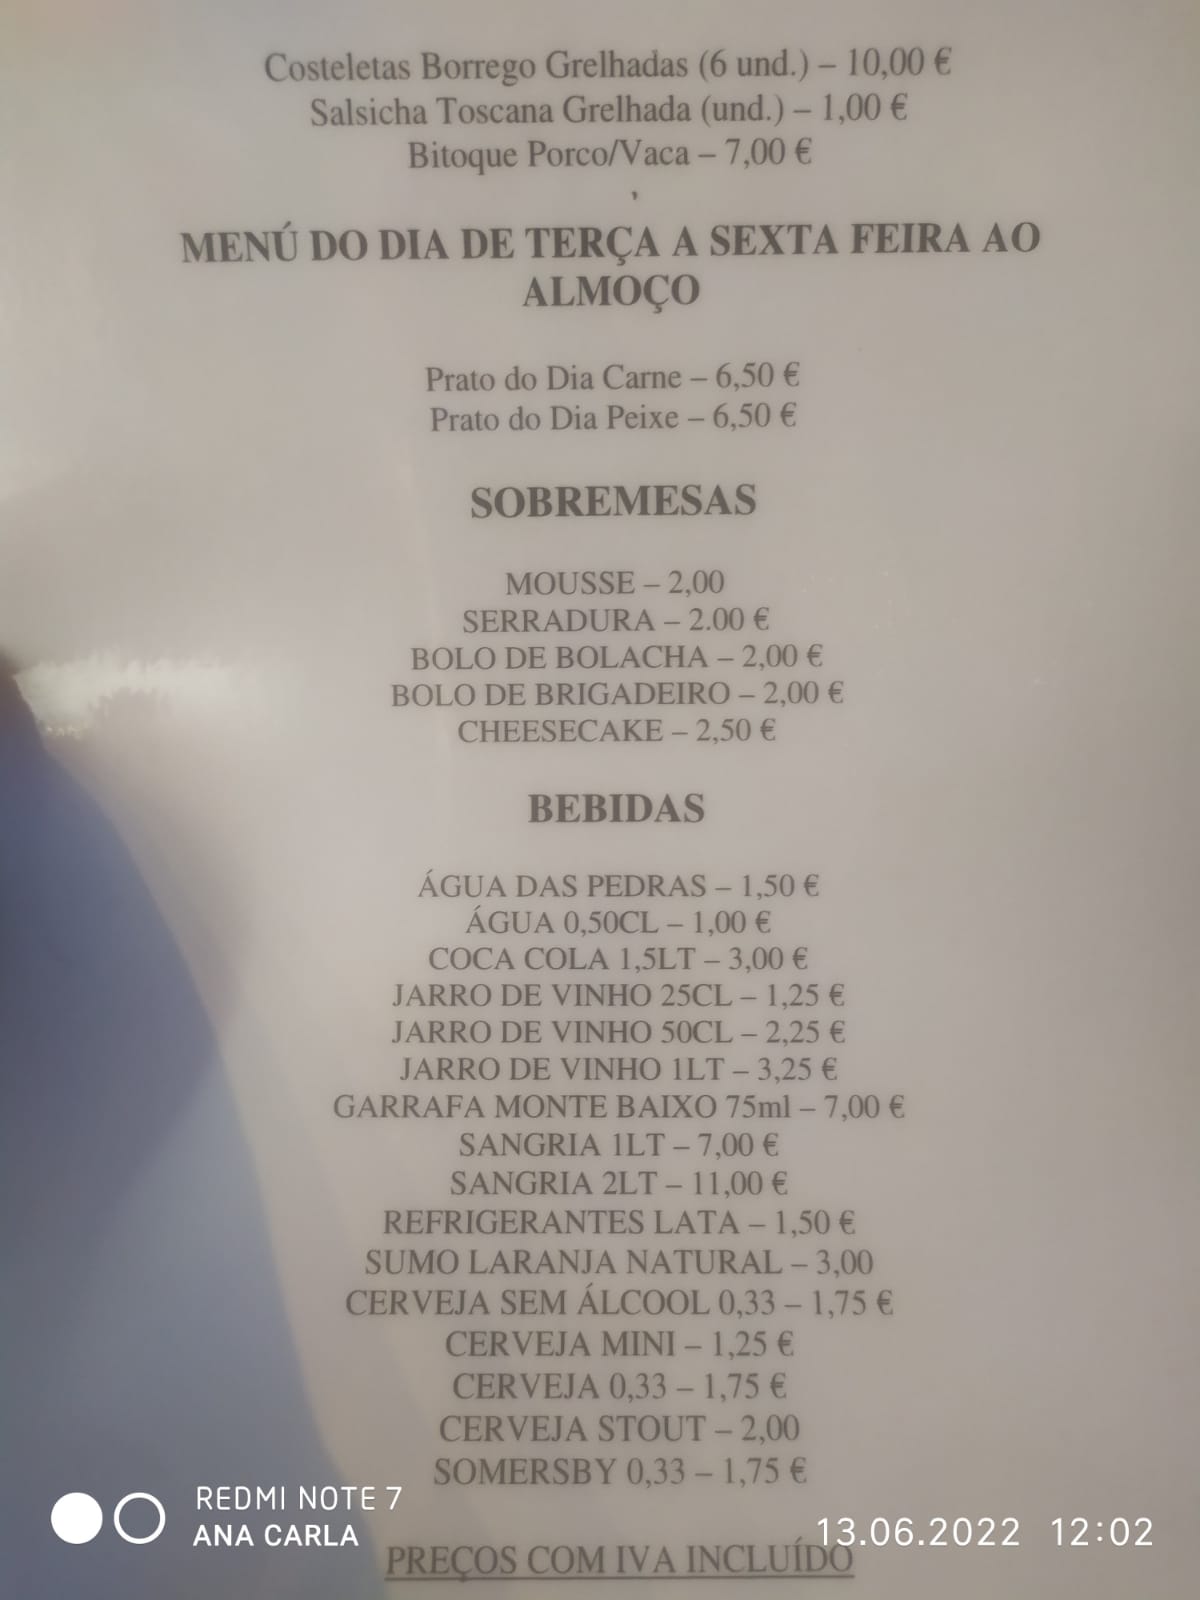 Costeletas Borrego Grelhadas (6 und.) – 10,00 €
Salsicha Toscana Grelhada (und.) – 1,00 €
Bitoque Porco/Vaca – 7,00 €
MENÚ DO DIA DE TERÇA A SEXTA FEIRA AO
ALMOÇO
Prato do Dia Carne – 6,50 €
Prato do Dia Peixe – 6,50 €
SOBREMESAS
MOUSSE – 2,00
SERRADURA – 2.00 €
BOLO DE BOLACHA – 2,00 €
BOLO DE BRIGADEIRO – 2,00 €
CHEESECAKE – 2,50 €
BEBIDAS
ÁGUA DAS PEDRAS – 1,50 €
ÁGUA 0,50CL – 1,00 €
COCA COLA 1,5LT – 3,00 €
JARRO DE VINHO 25CL – 1,25 €
JARRO DE VINHO 50CL – 2,25 €
JARRO DE VINHO 1LT – 3,25 €
GARRAFA MONTE BAIXO 75ml – 7,00 €
SANGRIA 1LT – 7,00 €
SANGRIA 2LT – 11,00 €
REFRIGERANTES LATA – 1,50 €
SUMO LARANJA NATURAL – 3,00
CERVEJA SEM ÁLCOOL 0,33 – 1,75 €
CERVEJA MINI – 1,25 €
CERVEJA 0,33 – 1,75 €
CERVEJA STOUT – 2,00
SOMERSBY 0,33 – 1,75 €
PREÇOS COM IVA INCLUÍDO
REDMI NOTE 7
ANA CARLA
13.06.2022 12:02